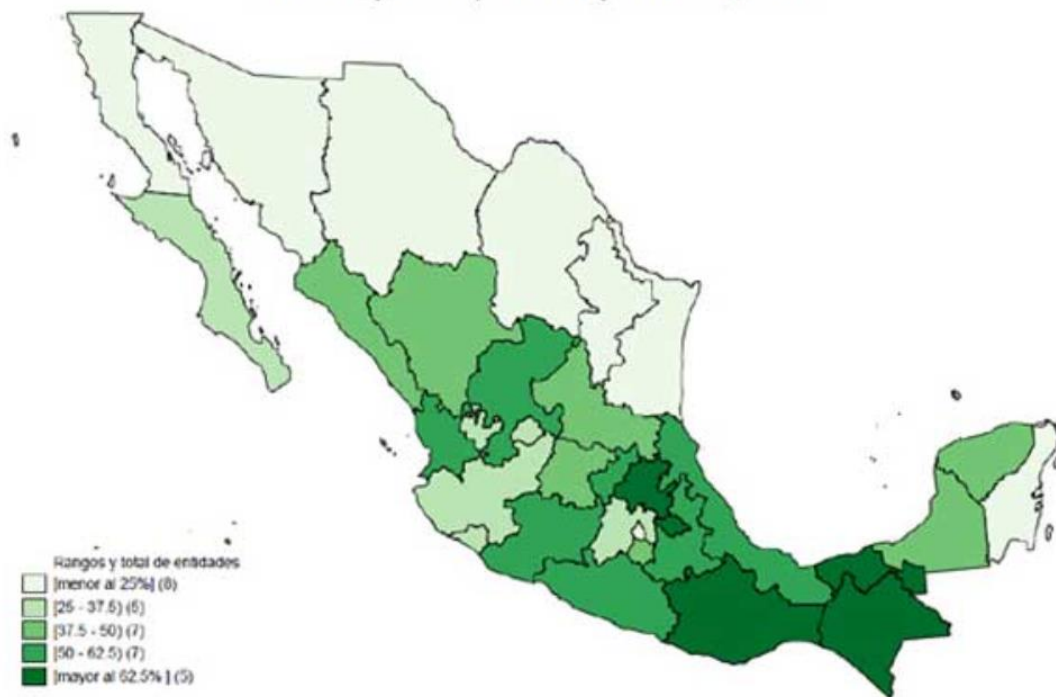 Rangos y total de entidades
[menor al 25%] (8)
[25 - 37.5) (5)
[37.5 - 50) (7)
[50 - 62.5) (7)
[mayor al 62.5% ] (5)